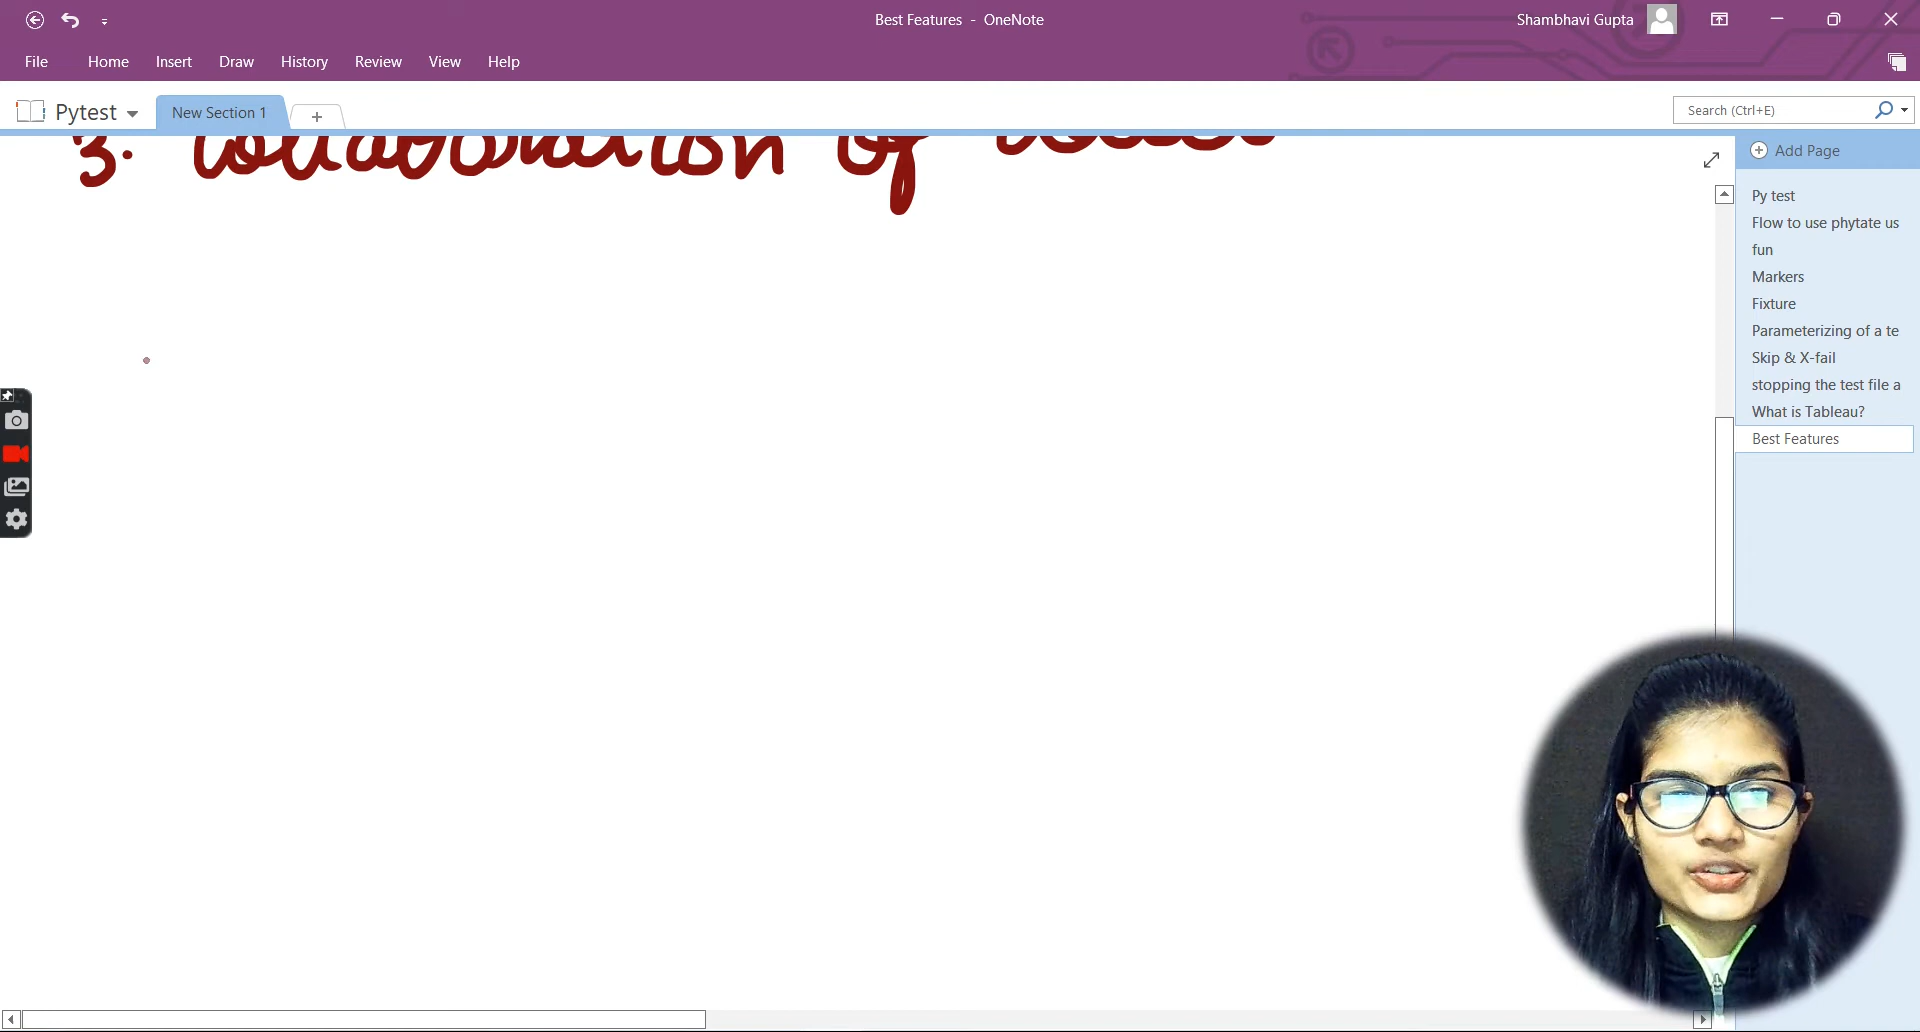 Best Features - OneNote
Shambhavi Gupta
File Home Insert Draw History Review View Help
Pytest
New Section 1
Search (Ctrl+E)
3. Collaboration of
Add Page
Py test
Flow to use phytate us
fun
Markers
Fixture
Parameterizing of a te
Skip & X-fail
stopping the test file a
What is Tableau?
Best Features